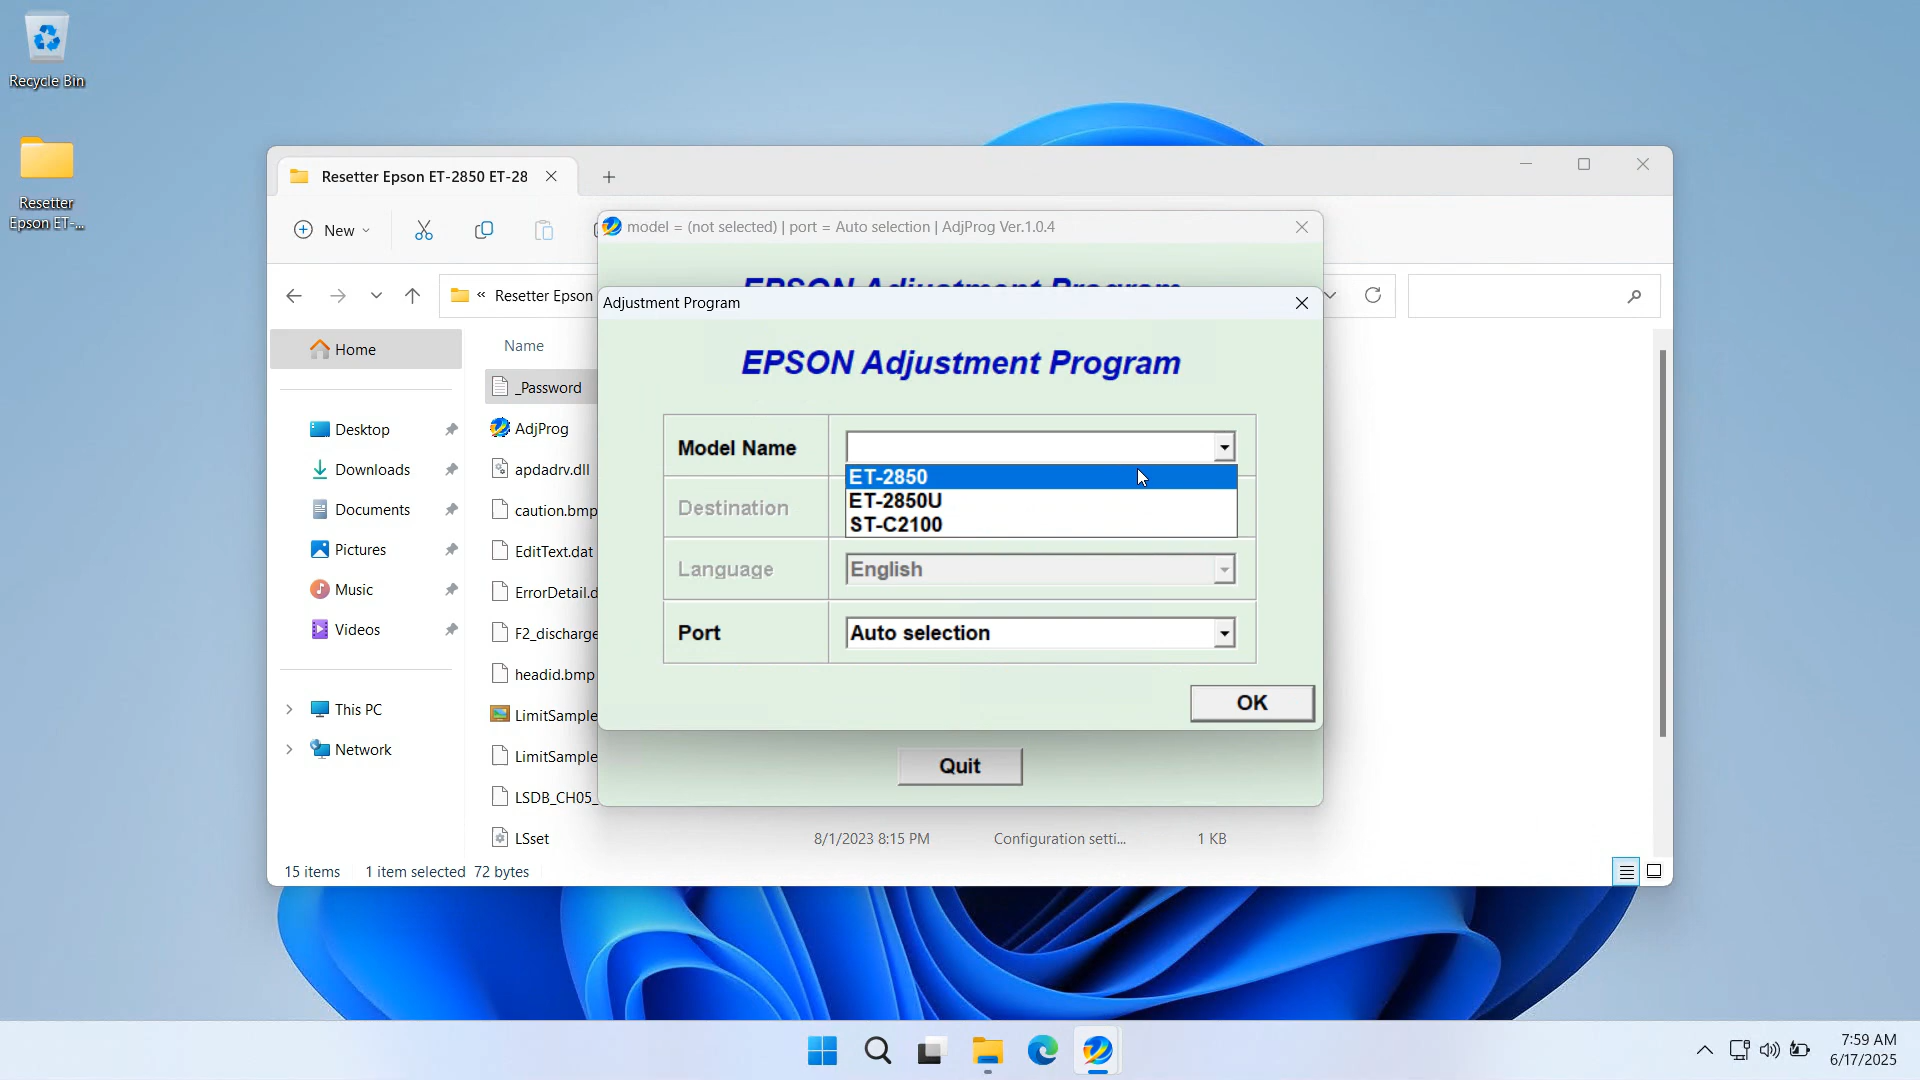 Recycle Bin
Resetter
Epson ET-...
Resetter Epson ET-2850 ET-28
New
model = (not selected) | port = Auto selection | AdjProg Ver.1.0.4
EPSON Adjustment Program
Resetter Epson
Adjustment Program
EPSON Adjustment Program
Home
Desktop
Downloads
Documents
Pictures
Music
Videos
This PC
Network
Name
_Password
AdjProg
apdadrv.dll
caution.bmp
EditText.dat
ErrorDetail.d
F2_discharge
headid.bmp
LimitSample
LimitSample
LSDB_CH05_
LSset 8/1/2023 8:15 PM Configuration setti... 1 KB
Model Name
ET-2850
ET-2850U
ST-C2100
Destination
Language English
Port Auto selection
OK
Quit
15 items 1 item selected 72 bytes
7:59 AM
6/17/2025